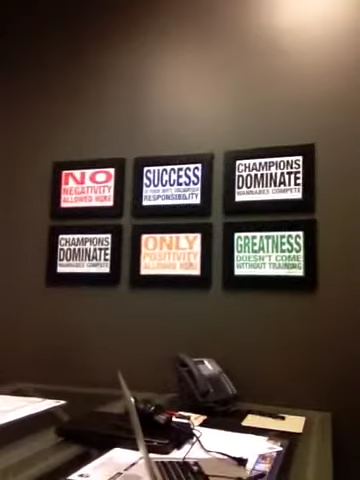 NO
NEGATIVITY
ALLOWED HERE
SUCCESS
RESPONSIBILITY
CHAMPIONS
DOMINATE
WANNABES COMPETE
CHAMPIONS
DOMINATE
WANNABES COMPETE
ONLY
POSITIVITY
ALLOWED HERE
GREATNESS
DOESN'T COME
WITHOUT TRAINING